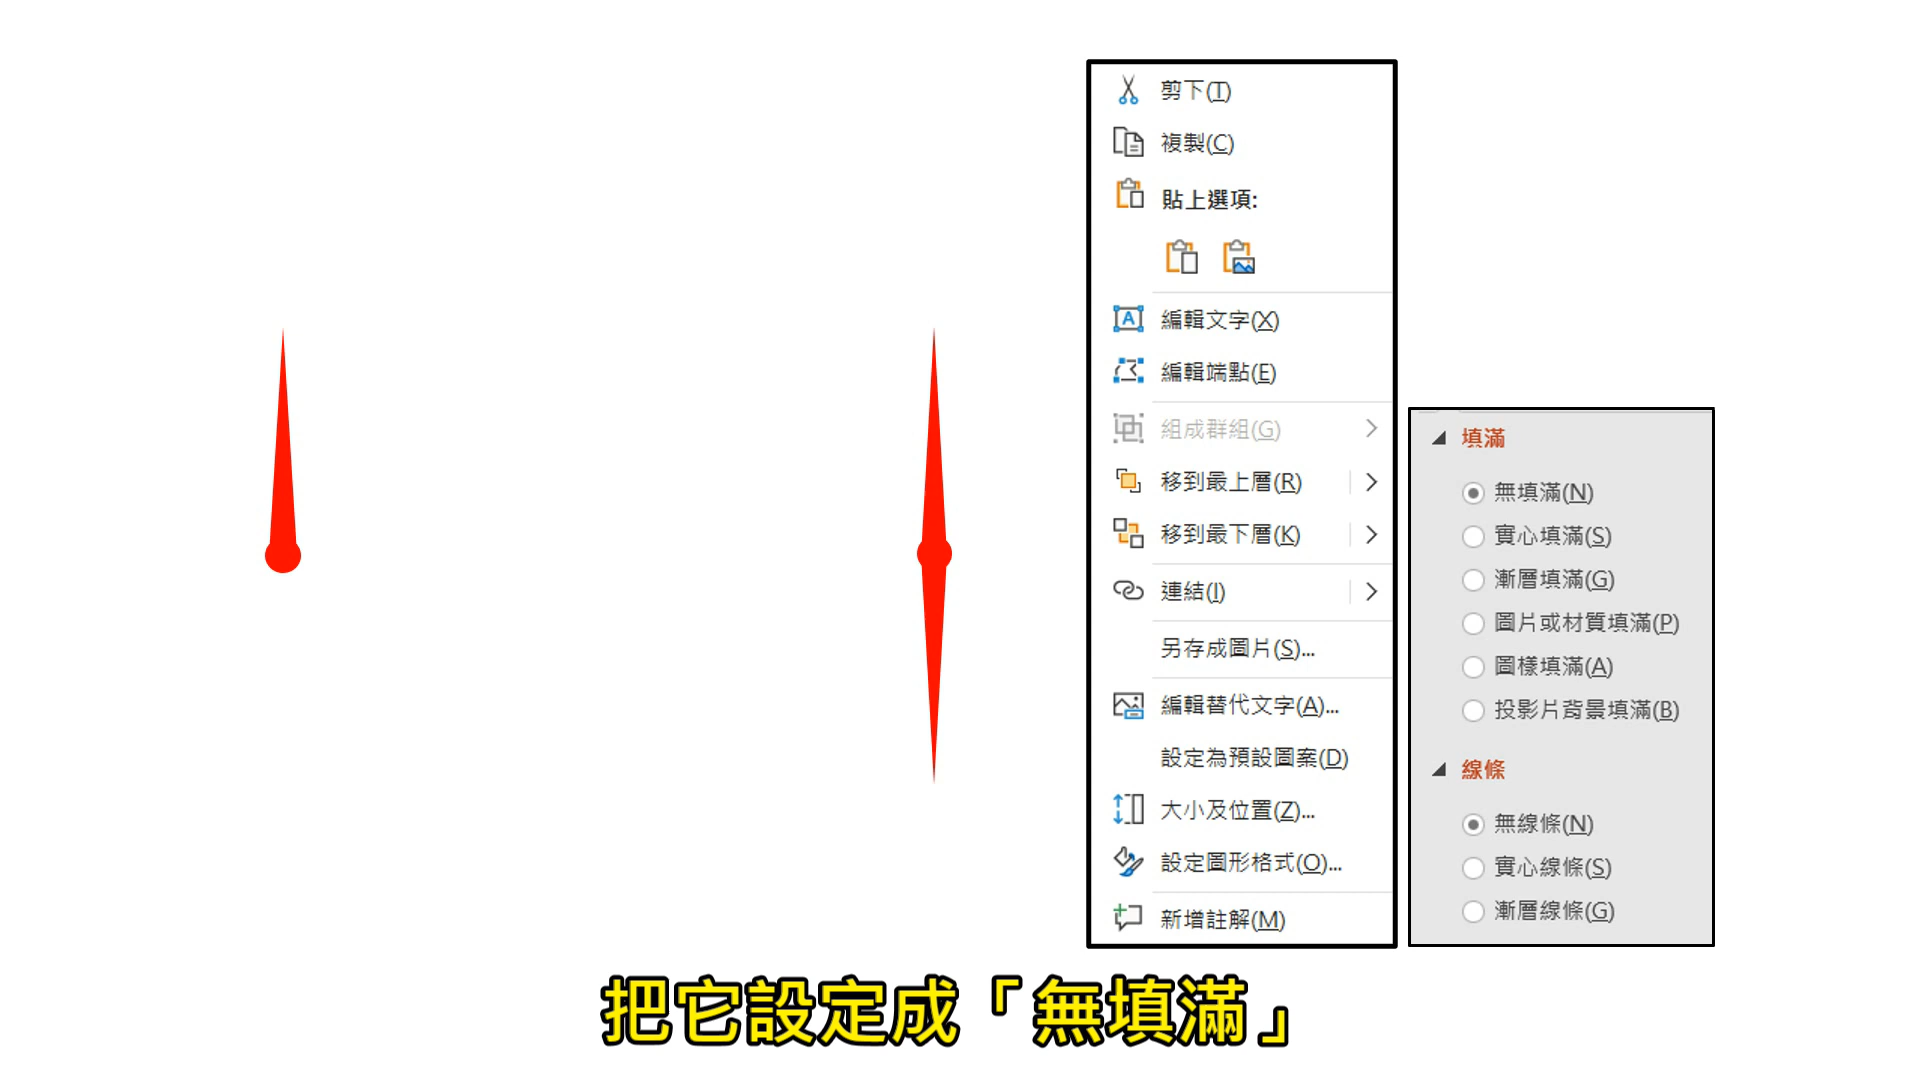 剪下(T)
複製(C)
貼上選項:
編輯文字(X)
編輯端點(E)
組成群組(G)
移到最上層(R)
移到最下層(K)
連結(I)
另存成圖片(S)...
編輯替代文字(A)...
設定為預設圖案(D)
大小及位置(Z)...
設定圖形格式(O)...
新增註解(M)
填滿
無填滿(N)
實心填滿(S)
漸層填滿(G)
圖片或材質填滿(P)
圖樣填滿(A)
投影片背景填滿(B)
線條
無線條(N)
實心線條(S)
漸層線條(G)
把它設定成「無填滿」